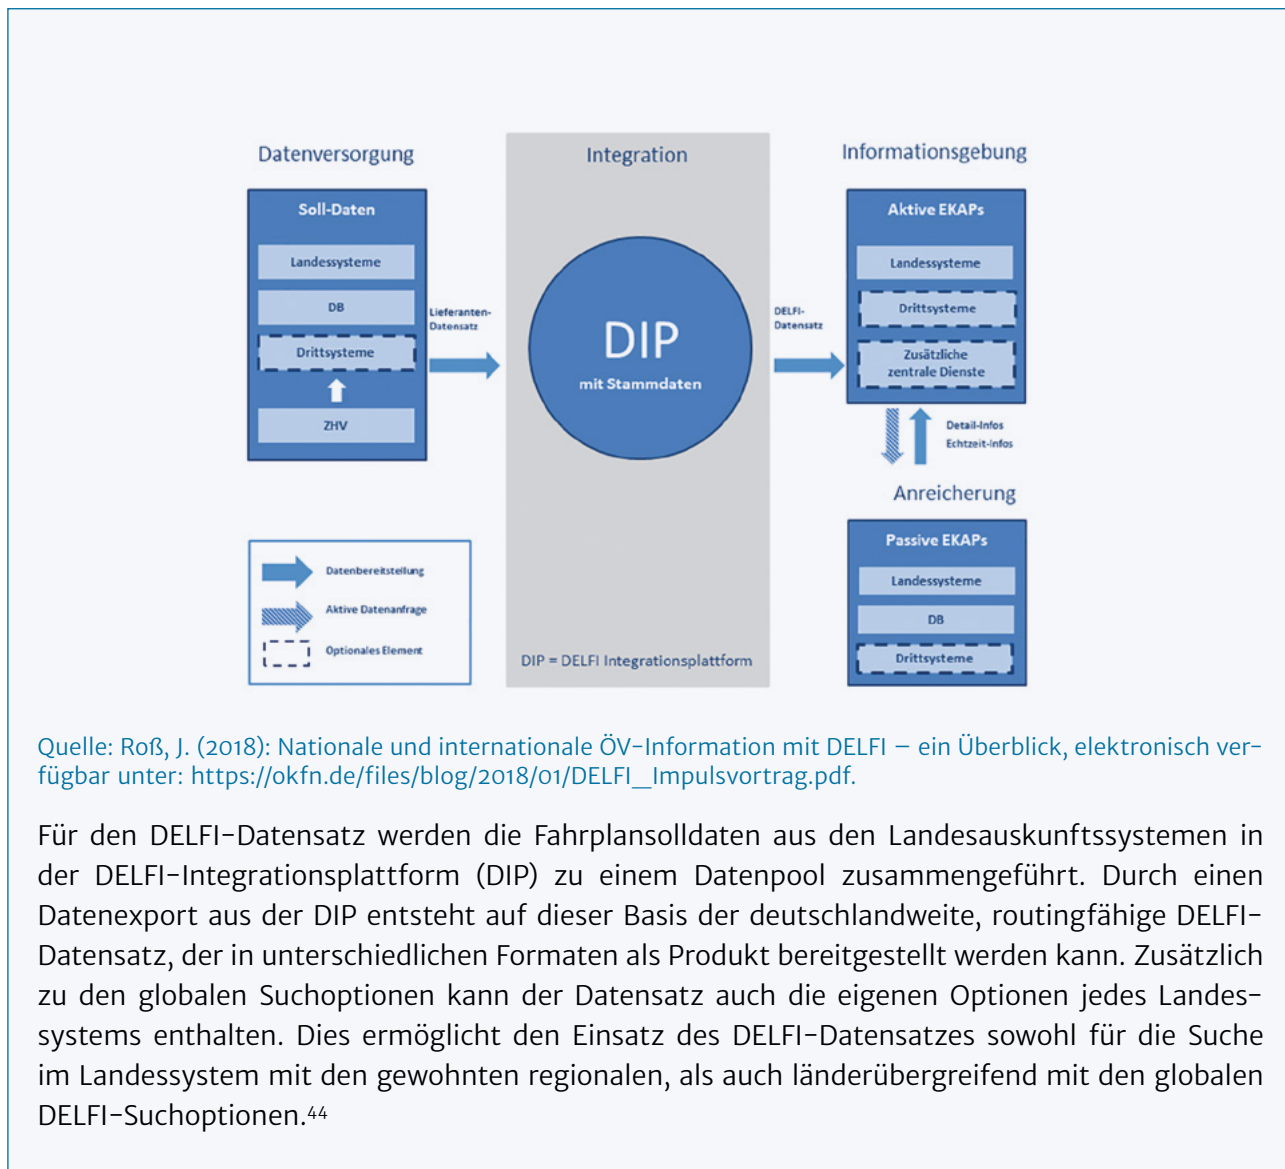 Datenversorgung
Soll-Daten
Landessysteme
DB
Drittsysteme
ZHV
Lieferanten-
Datensatz
Integration
DIP
mit Stammdaten
DIP = DELFI Integrationsplattform
DELFI-
Datensatz
Informationsgebung
Aktive EKAPs
Landessysteme
Drittsysteme
Zusätzliche
zentrale Dienste
Detail-Infos
Echtzeit-Infos
Anreicherung
Passive EKAPs
Landessysteme
DB
Drittsysteme
Datenbereitstellung
Aktive Datenanfrage
Optionales Element
Quelle: Roß, J. (2018): Nationale und internationale ÖV-Information mit DELFI – ein Überblick, elektronisch ver-
fügbar unter: https://okfn.de/files/blog/2018/01/DELFI_Impulsvortrag.pdf.
Für den DELFI-Datensatz werden die Fahrplansolldaten aus den Landesauskunftssystemen in
der DELFI-Integrationsplattform (DIP) zu einem Datenpool zusammengeführt. Durch einen
Datenexport aus der DIP entsteht auf dieser Basis der deutschlandweite, routingfähige DELFI-
Datensatz, der in unterschiedlichen Formaten als Produkt bereitgestellt werden kann. Zusätzlich
zu den globalen Suchoptionen kann der Datensatz auch die eigenen Optionen jedes Landes-
systems enthalten. Dies ermöglicht den Einsatz des DELFI-Datensatzes sowohl für die Suche
im Landessystem mit den gewohnten regionalen, als auch länderübergreifend mit den globalen
DELFI-Suchoptionen.44